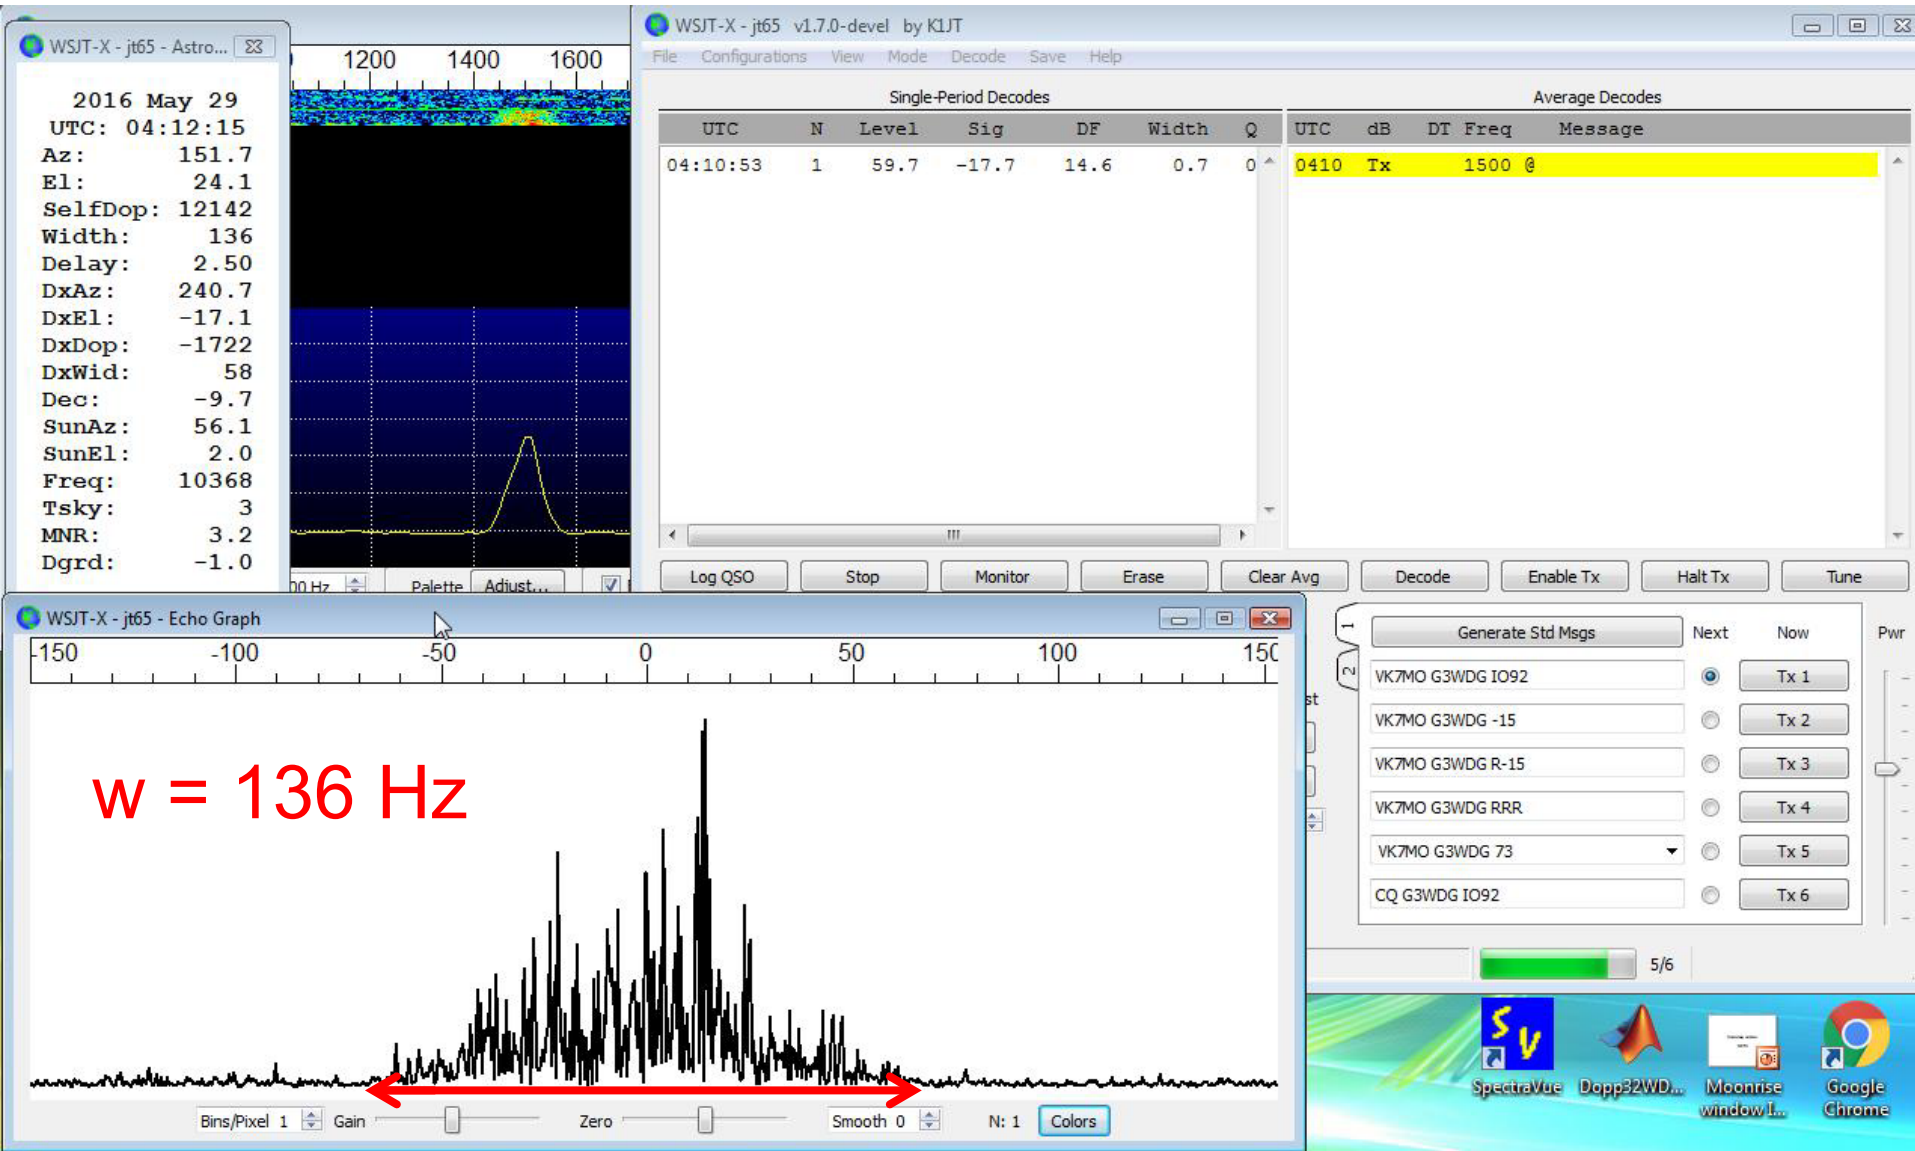 WSJT-X - jt65 - Astro...
2016 May 29
UTC: 04:12:15
Az: 151.7
El: 24.1
SelfDop: 12142
Width: 136
Delay: 2.50
DxAz: 240.7
DxEl: -17.1
DxDop: -1722
DxWid: 58
Dec: -9.7
SunAz: 56.1
SunEl: 2.0
Freq: 10368
Tsky: 3
MNR: 3.2
Dgrd: -1.0
1200 1400 1600
00 Hz Palette Adjust...
WSJT-X - jt65 v1.7.0-devel by K1JT
File Configurations View Mode Decode Save Help
Single-Period Decodes
UTC N Level Sig DF Width Q
04:10:53 1 59.7 -17.7 14.6 0.7 0
Average Decodes
UTC dB DT Freq Message
0410 Tx 1500 @
Log QSO Stop Monitor Erase Clear Avg Decode Enable Tx Halt Tx Tune
WSJT-X - jt65 - Echo Graph
-150 -100 -50 0 50 100 150
w = 136 Hz
Bins/Pixel 1 Gain Zero Smooth 0 N: 1 Colors
st
1
2
Generate Std Msgs Next Now Pwr
VK7MO G3WDG IO92 Tx 1
VK7MO G3WDG -15 Tx 2
VK7MO G3WDG R-15 Tx 3
VK7MO G3WDG RRR Tx 4
VK7MO G3WDG 73 Tx 5
CQ G3WDG IO92 Tx 6
5/6
SV
SpectraVue
Dopp32WD...
Moonrise
window I...
Google
Chrome